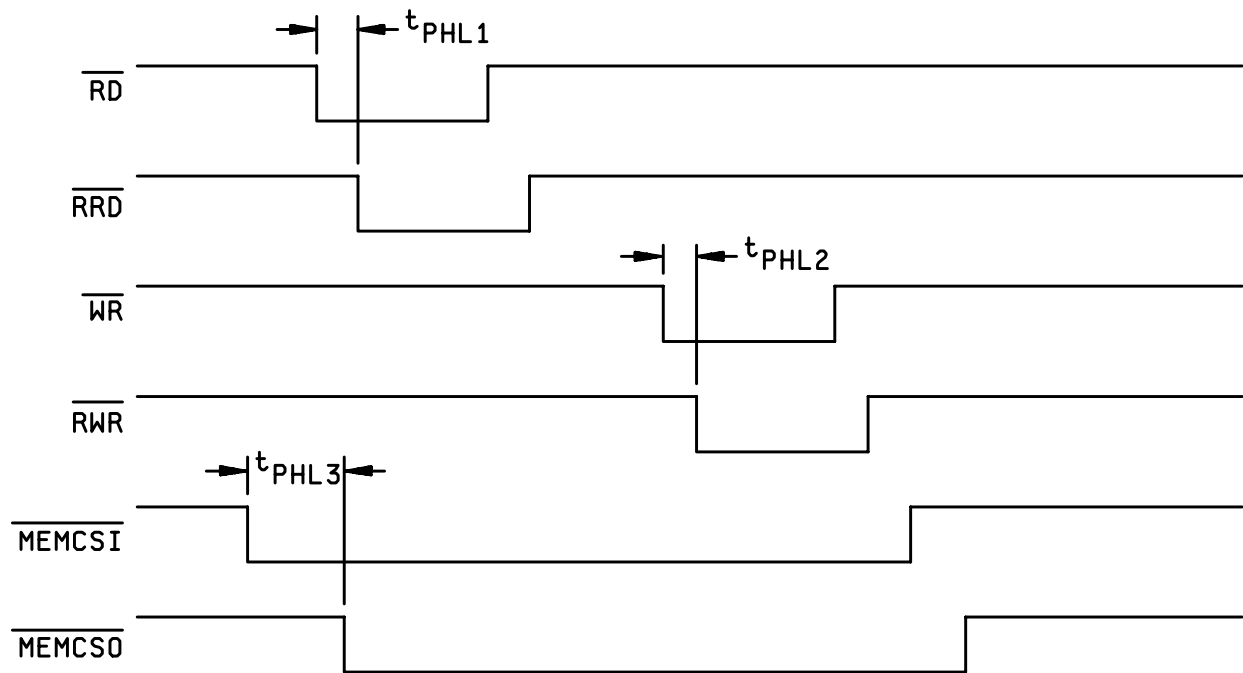 tPHL1
RD
RRD
tPHL2
WR
RWR
tPHL3
MEMCSI
MEMCSO